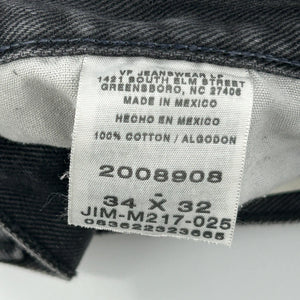 VF JEANSWEAR LP
1421 SOUTH ELM STREET
GREENSBORO, NC 27406
MADE IN MEXICO
HECHO EN MEXICO
100% COTTON / ALGODON
2008908
-
34 X 32
JIM-M217-025
083622323665